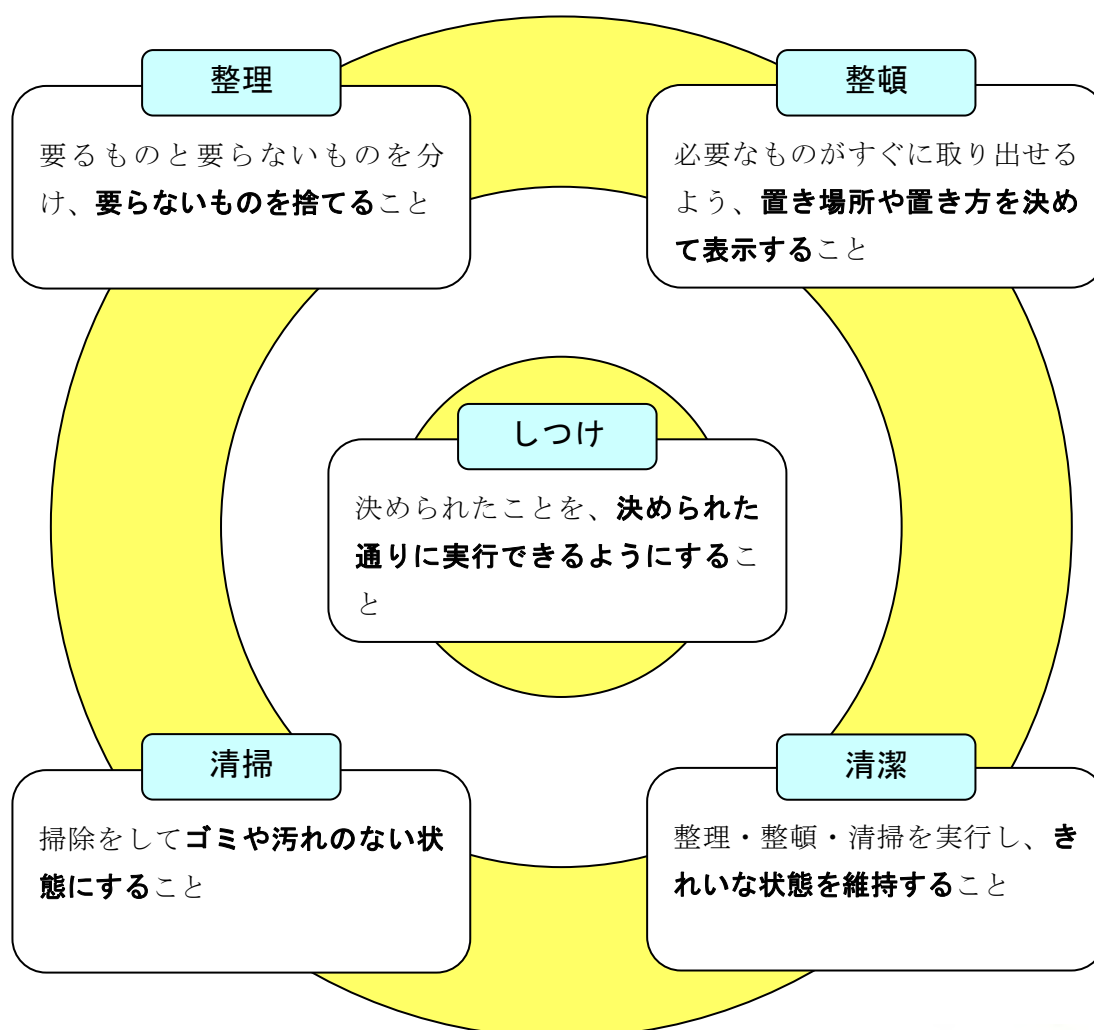 整理
要るものと要らないものを分
け、要らないものを捨てること
整頓
必要なものがすぐに取り出せる
よう、置き場所や置き方を決め
て表示すること
しつけ
決められたことを、決められた
通りに実行できるようにするこ
と
清掃
掃除をしてゴミや汚れのない状
態にすること
清潔
整理・整頓・清掃を実行し、き
れいな状態を維持すること